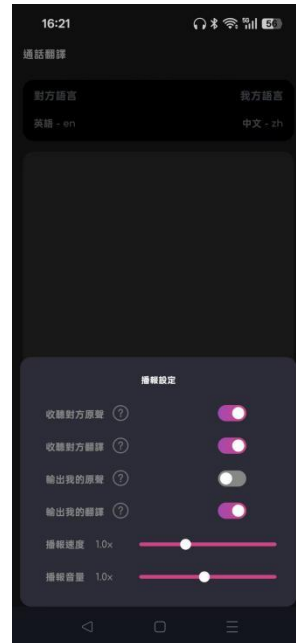 16:21
通話翻譯
對方語言 我方語言
英語 - en 中文 - zh
播報設定
收聽對方原聲 ?
收聽對方翻譯 ?
輸出我的原聲 ?
輸出我的翻譯 ?
播報速度 1.0×
播報音量 1.0×